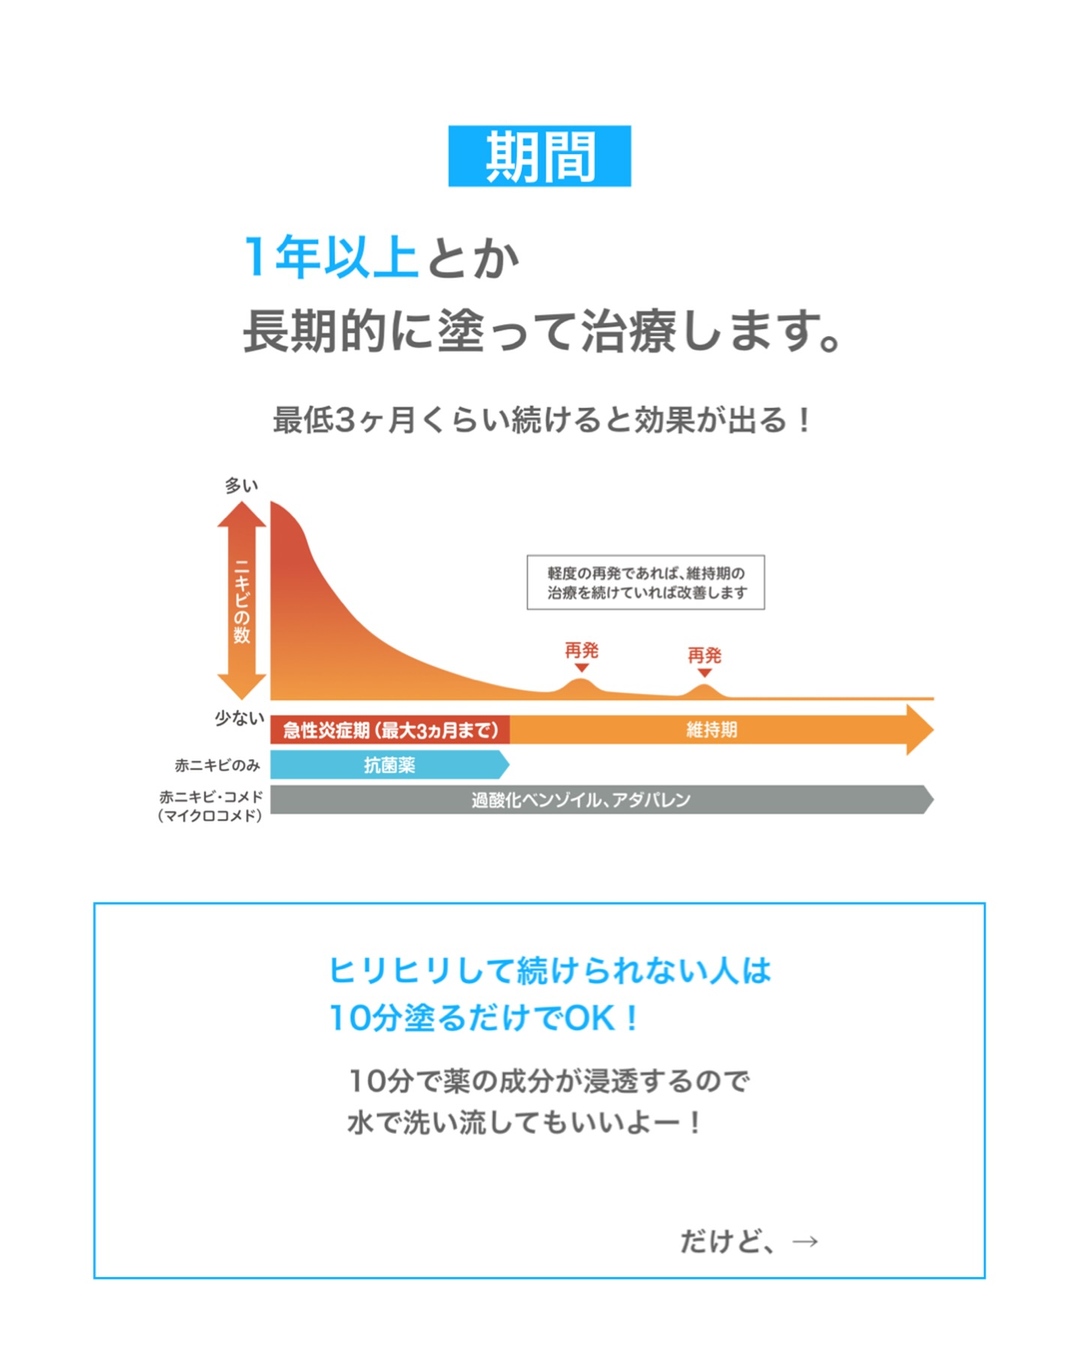 期間
1年以上とか
長期的に塗って治療します。
最低3ヶ月くらい続けると効果が出る！
多い
ニキビの数
少ない
軽度の再発であれば、維持期の
治療を続けていれば改善します
再発
再発
急性炎症期（最大3ヵ月まで）
維持期
赤ニキビのみ
抗菌薬
赤ニキビ・コメド
（マイクロコメド）
過酸化ベンゾイル、アダパレン
ヒリヒリして続けられない人は
10分塗るだけでOK！
10分で薬の成分が浸透するので
水で洗い流してもいいよー！
だけど、→